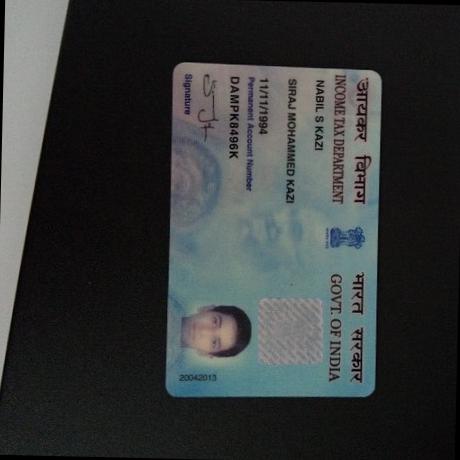 आयकर विभाग
INCOME TAX DEPARTMENT
भारत सरकार
GOVT. OF INDIA
NABIL S KAZI
SIRAJ MOHAMMED KAZI
11/11/1994
Permanent Account Number
DAMPK8496K
Signature
20042013